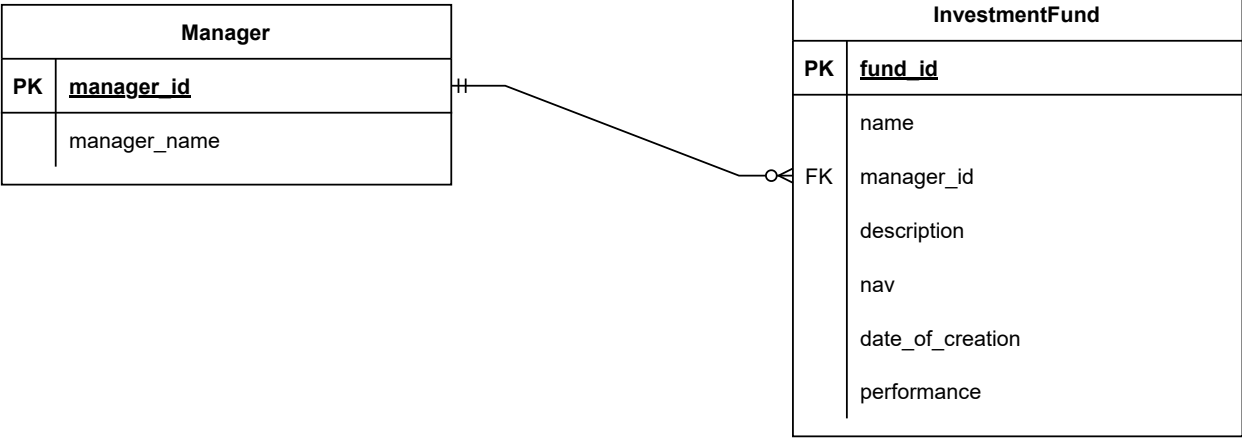 Manager
PK manager_id
manager_name
InvestmentFund
PK fund_id
name
FK manager_id
description
nav
date_of_creation
performance